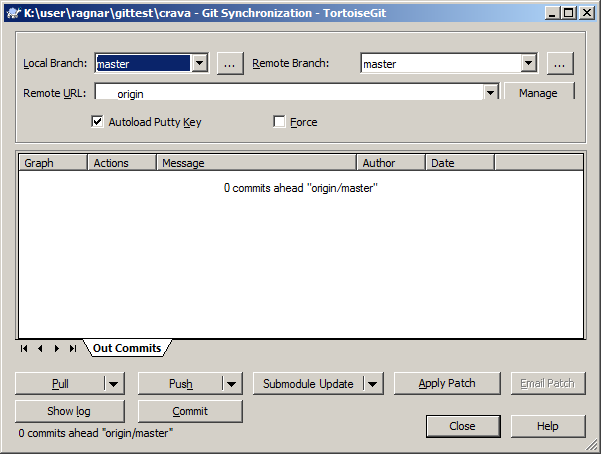 K:\user\ragnar\gittest\crava - Git Synchronization - TortoiseGit
Local Branch: master ... Remote Branch: master ...
Remote URL: origin Manage
Autoload Putty Key Force
Graph Actions Message Author Date
0 commits ahead "origin/master"
Out Commits
Pull Push Submodule Update Apply Patch Email Patch
Show log Commit
Close Help
0 commits ahead "origin/master"